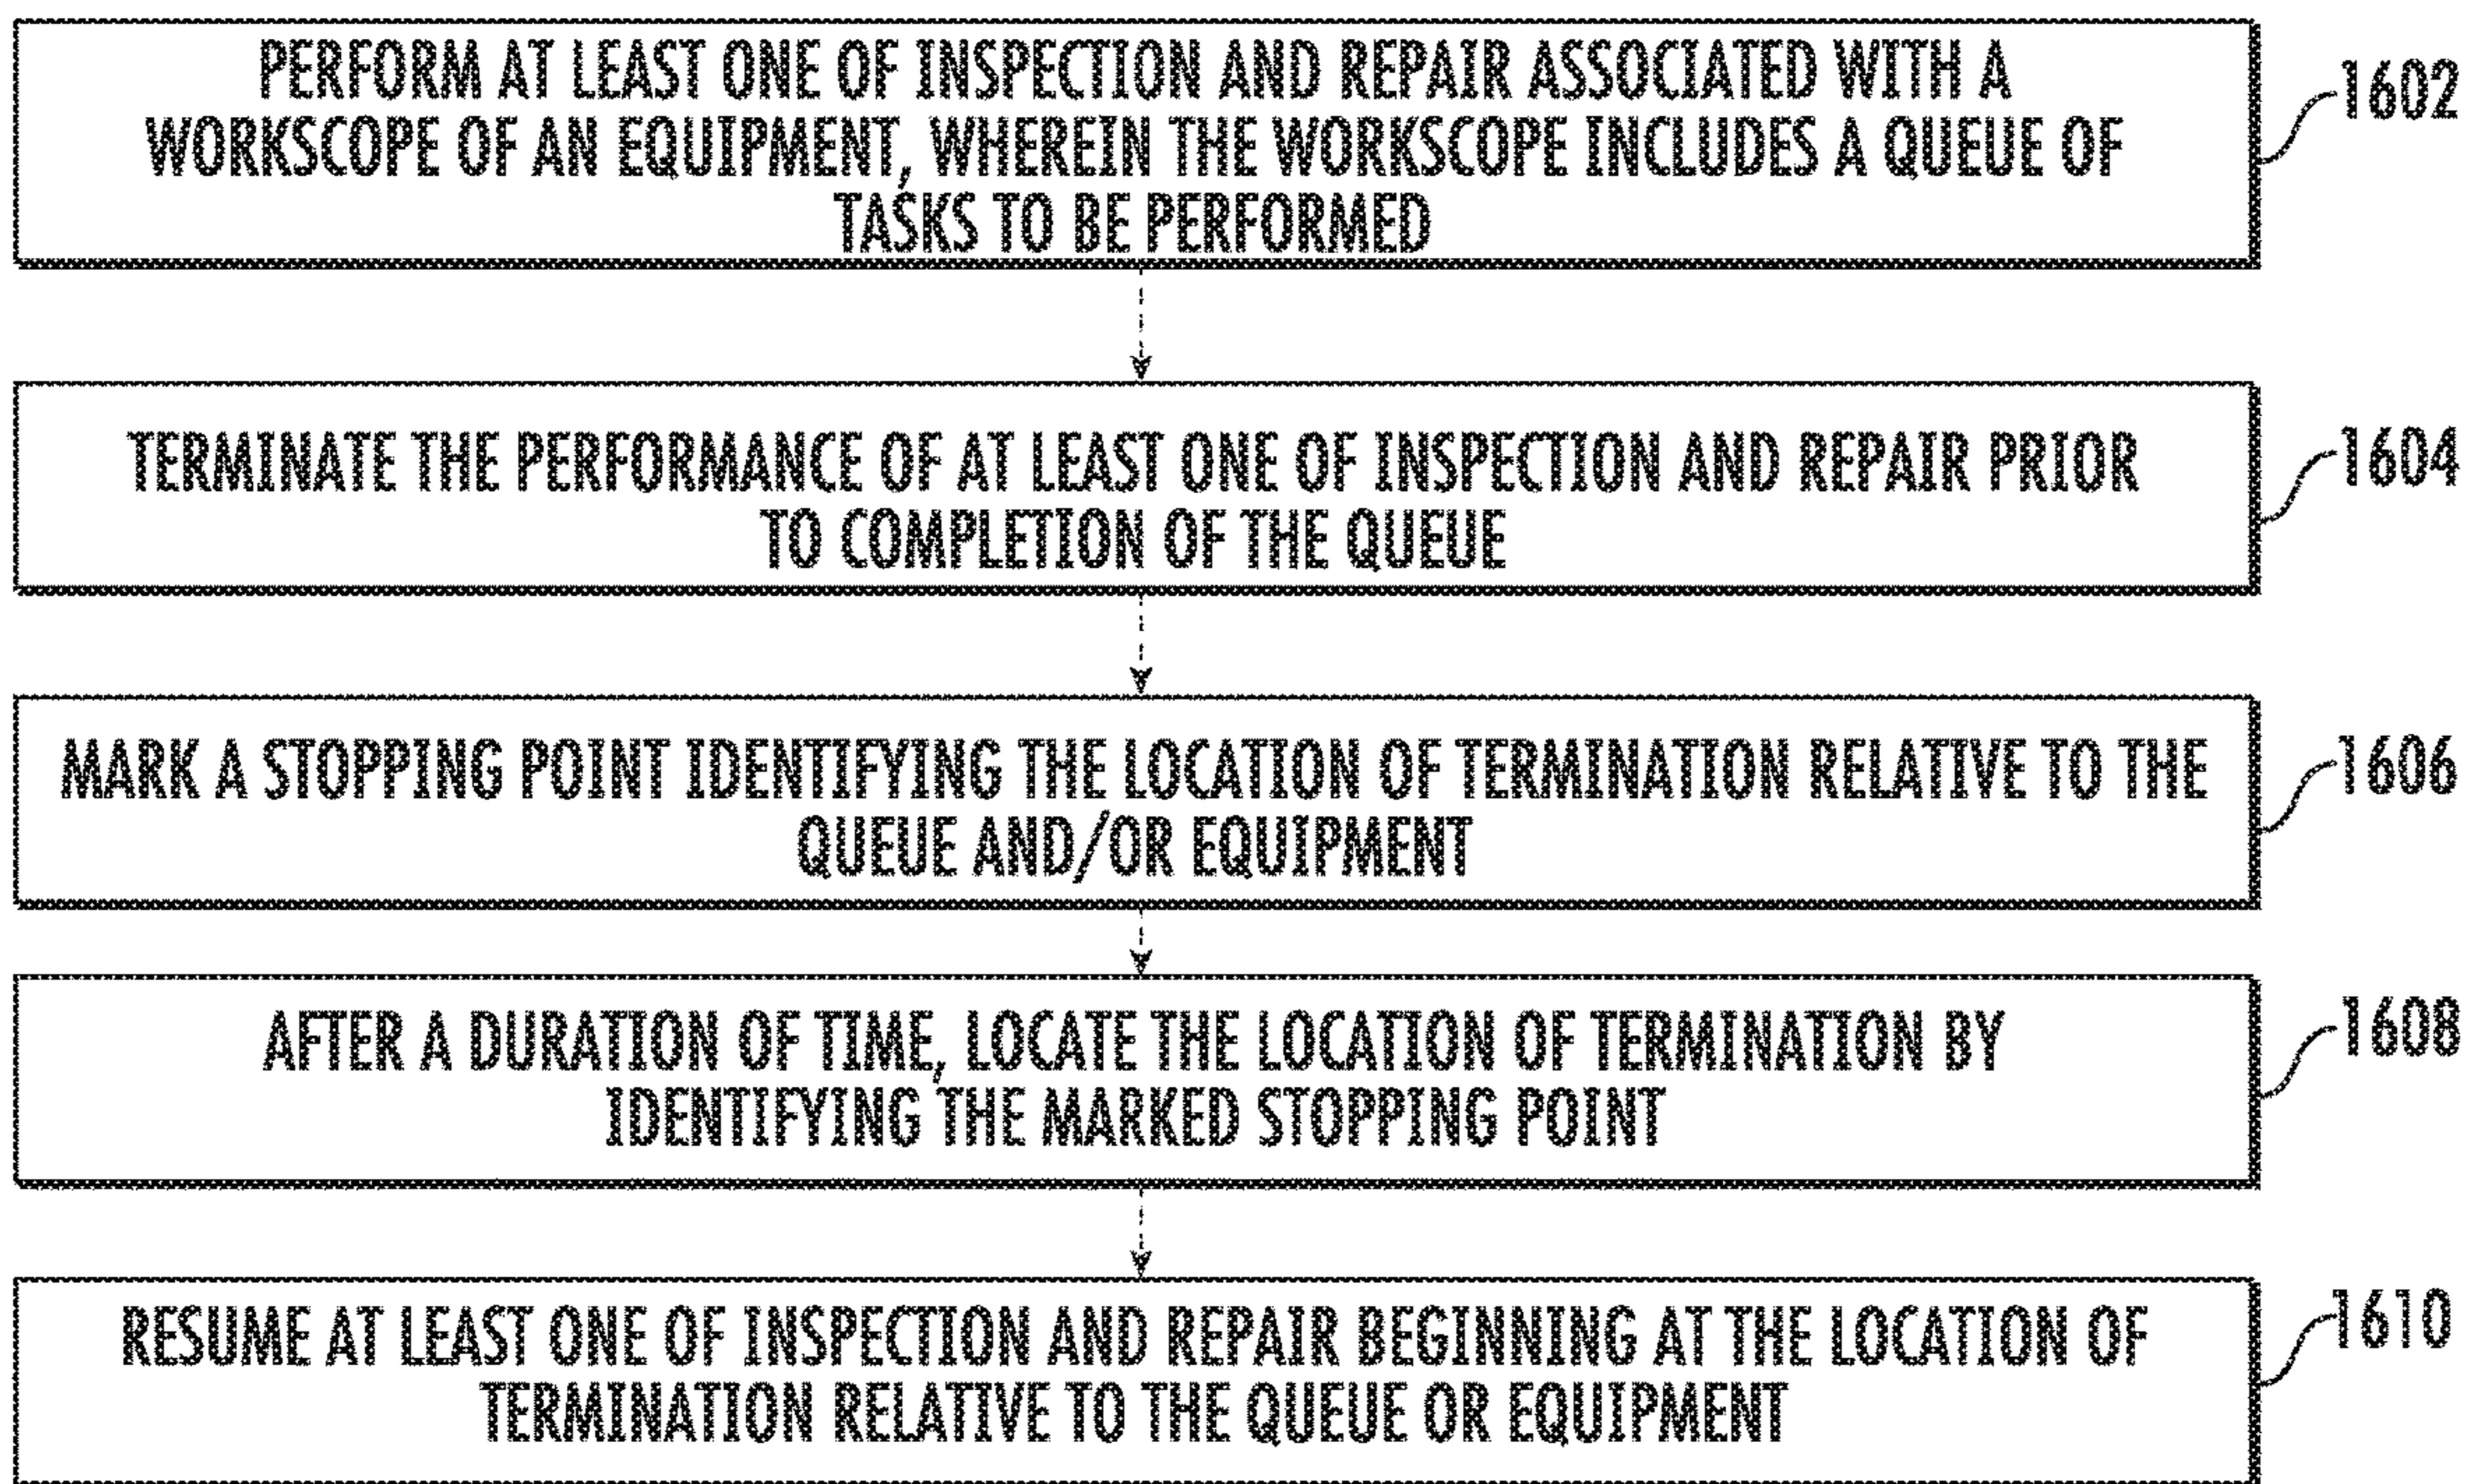 PERFORM AT LEAST ONE OF INSPECTION AND REPAIR ASSOCIATED WITH A
WORKSCOPE OF AN EQUIPMENT, WHEREIN THE WORKSCOPE INCLUDES A QUEUE OF
TASKS TO BE PERFORMED
1602
TERMINATE THE PERFORMANCE OF AT LEAST ONE OF INSPECTION AND REPAIR PRIOR
TO COMPLETION OF THE QUEUE
1604
MARK A STOPPING POINT IDENTIFYING THE LOCATION OF TERMINATION RELATIVE TO THE
QUEUE AND/OR EQUIPMENT
1606
AFTER A DURATION OF TIME, LOCATE THE LOCATION OF TERMINATION BY
IDENTIFYING THE MARKED STOPPING POINT
1608
RESUME AT LEAST ONE OF INSPECTION AND REPAIR BEGINNING AT THE LOCATION OF
TERMINATION RELATIVE TO THE QUEUE OR EQUIPMENT
1610